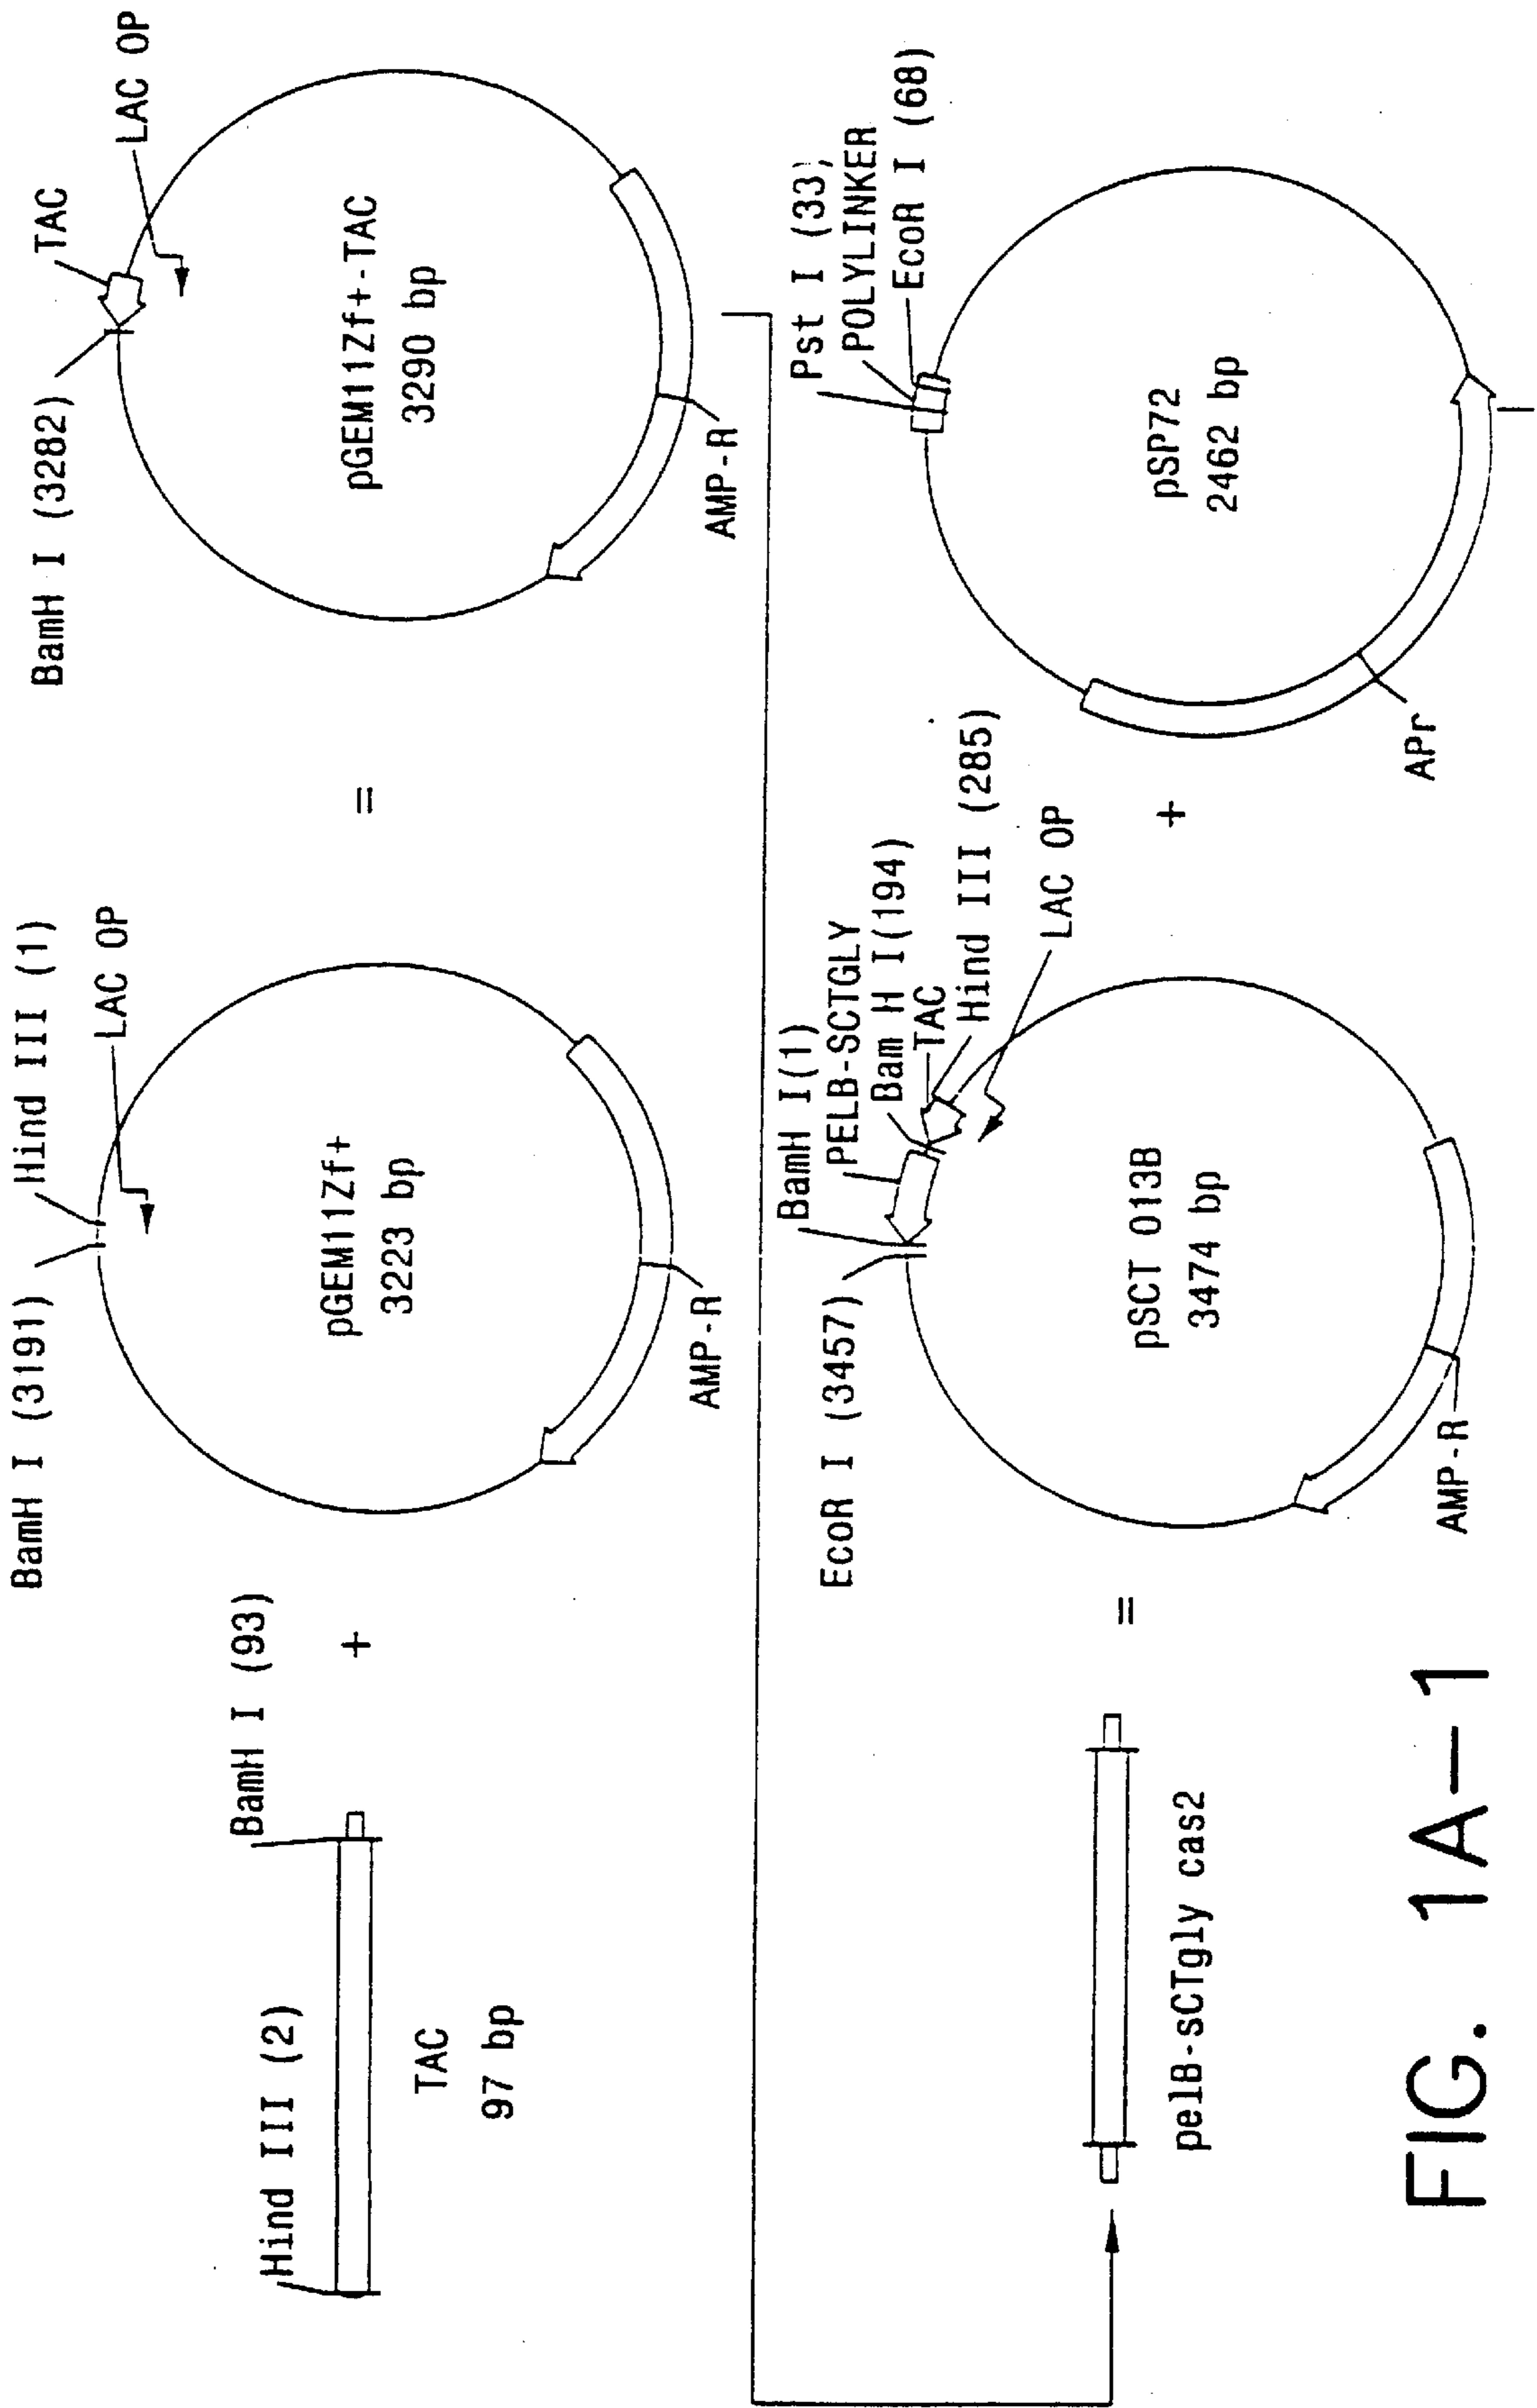 Hind III (2)
BamH I (93)
TAC
97 bp
+
BamH I (3191)
Hind III (1)
LAC OP
pGEM11Zf+
3223 bp
AMP-R
=
BamH I (3282)
TAC
LAC OP
pGEM11Zf+-TAC
3290 bp
AMP-R
pelB-sCTgly cas2
=
EcoR I (3457)
BamH I(1)
PELB-SCTGLY
Bam H I(194)
TAC
Hind III (285)
LAC OP
pSCT 013B
3474 bp
AMP-R
+
Pst I (33)
POLYLINKER
EcoR I (68)
pSP72
2462 bp
APr
FIG. 1A-1